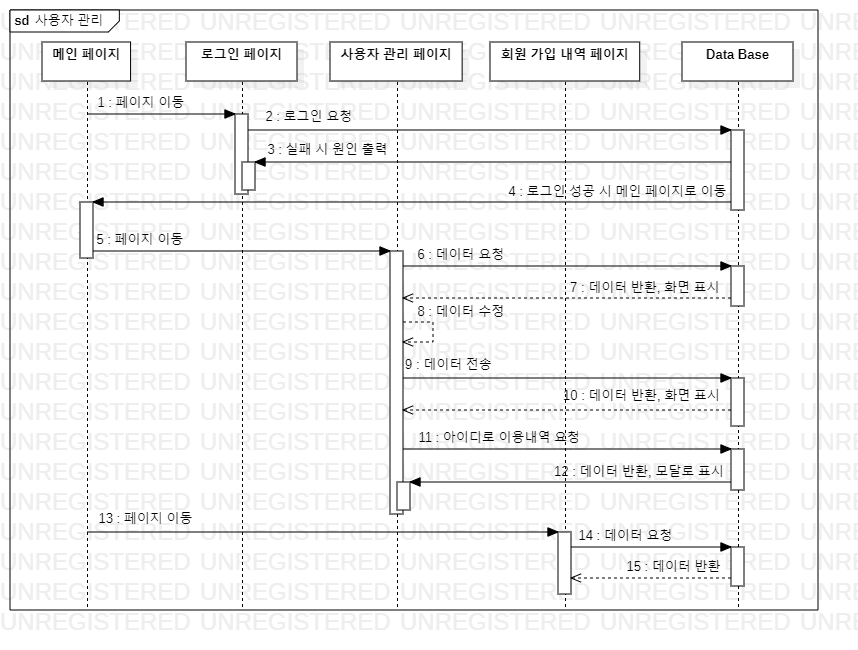 sd 사용자 관리
메인 페이지
로그인 페이지
사용자 관리 페이지
회원 가입 내역 페이지
Data Base
1 : 페이지 이동
2 : 로그인 요청
3 : 실패 시 원인 출력
4 : 로그인 성공 시 메인 페이지로 이동
5 : 페이지 이동
6 : 데이터 요청
7 : 데이터 반환, 화면 표시
8 : 데이터 수정
9 : 데이터 전송
10 : 데이터 반환, 화면 표시
11 : 아이디로 이용내역 요청
12 : 데이터 반환, 모달로 표시
13 : 페이지 이동
14 : 데이터 요청
15 : 데이터 반환
UNREGISTERED